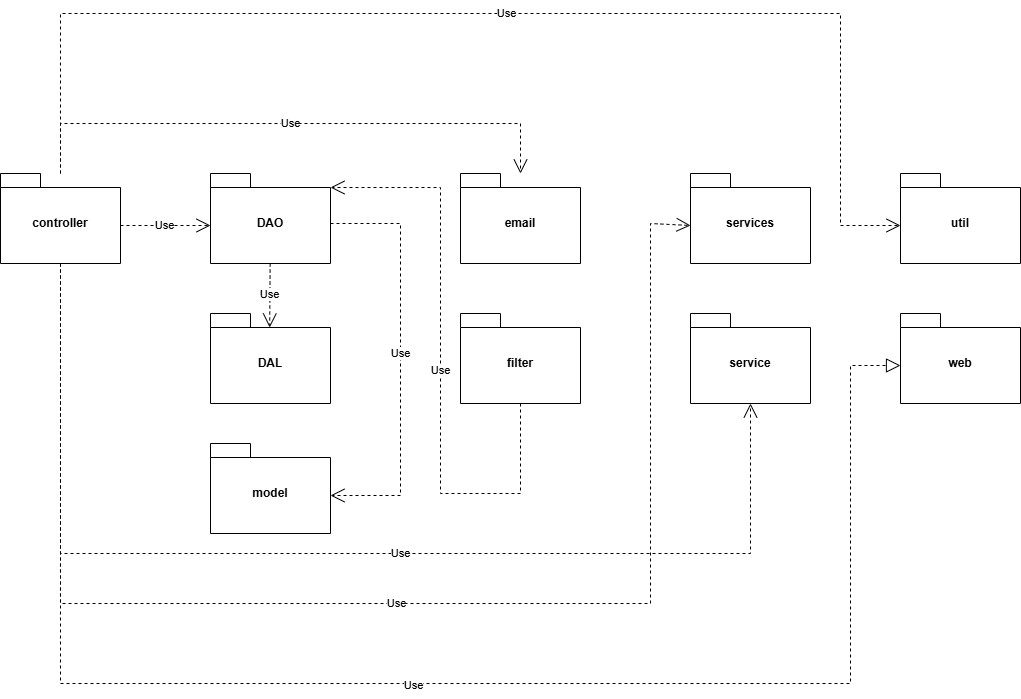 Use
Use
controller
Use
DAO
email
services
util
Use
DAL
Use
Use
filter
service
web
model
Use
Use
Use